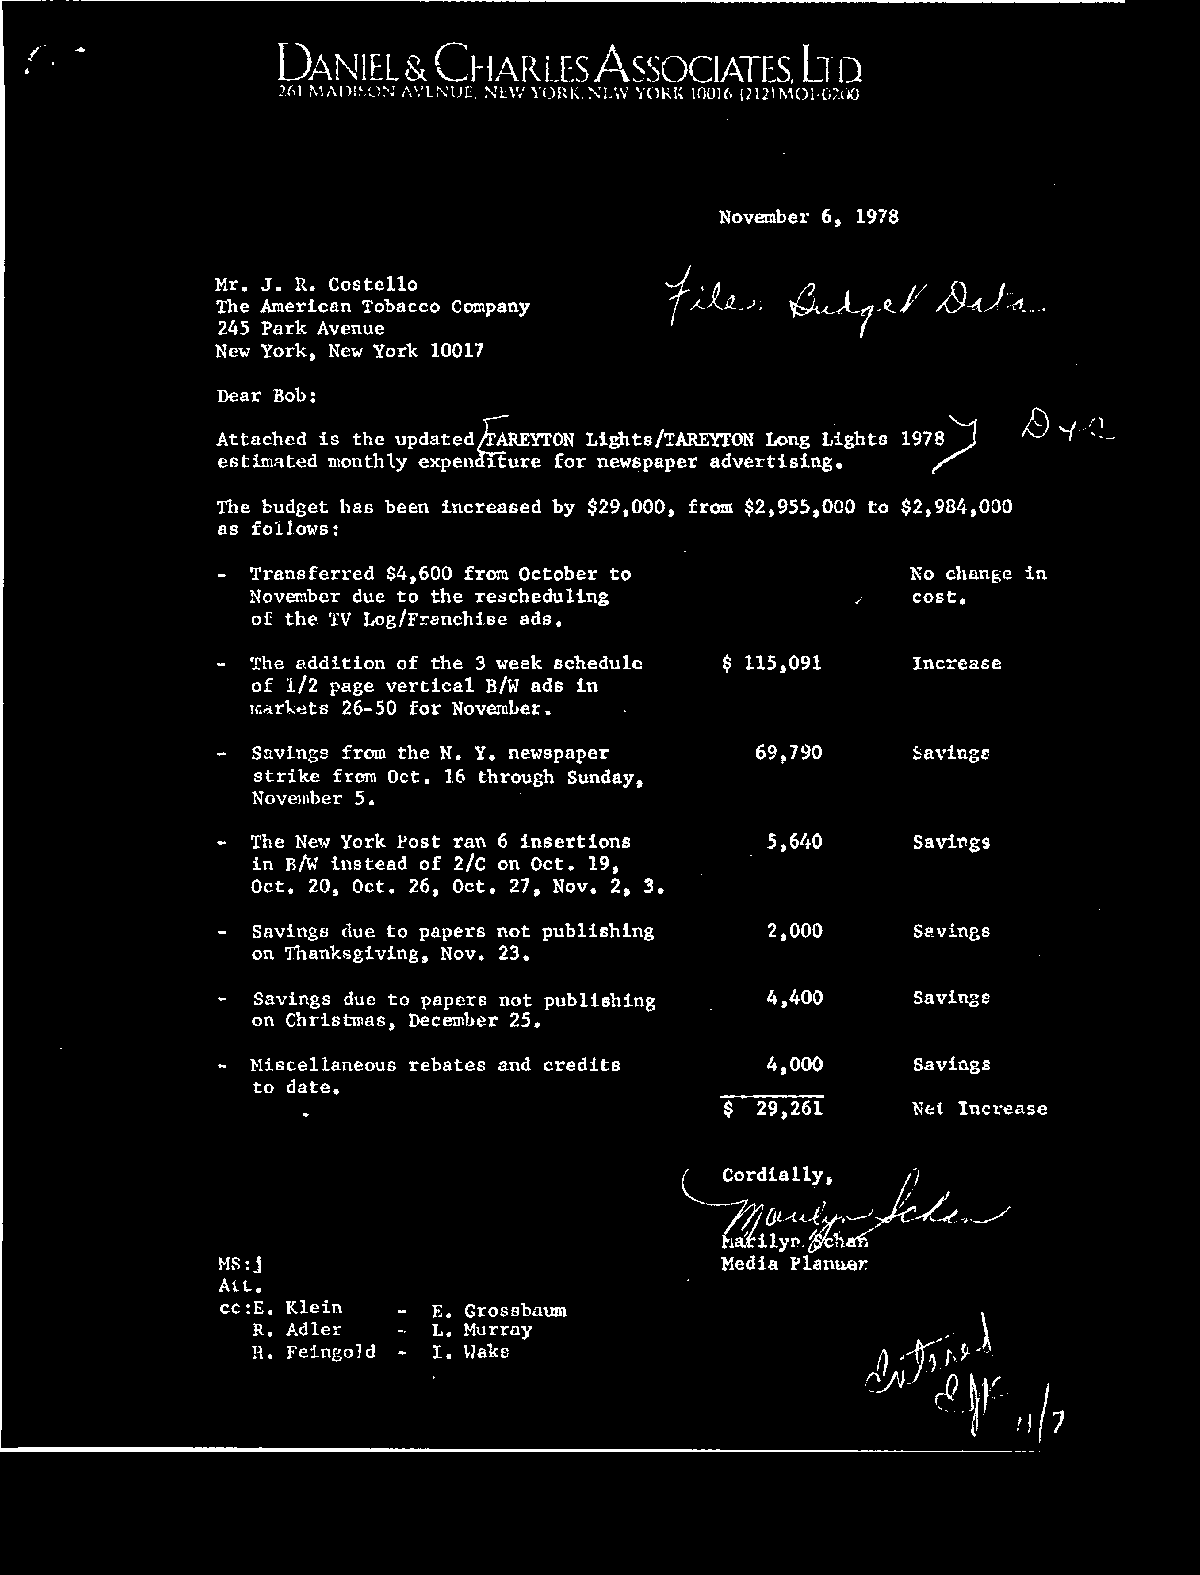 DANIEL & CHARLES ASSOCIATES, LTD
261 MADISON AVENUE, NEW YORK, NEW YORK 10016 (212) MO1-0200
November 6, 1978
Mr. J. R. Costello
The American Tobacco Company
245 Park Avenue
New York, New York 10017
File: Budget Data
Dear Bob:
Attached is the updated TAREYTON Lights/TAREYTON Long Lights 1978
estimated monthly expenditure for newspaper advertising.
D+C
The budget has been increased by $29,000, from $2,955,000 to $2,984,000
as follows:
- Transferred $4,600 from October to No change in
November due to the rescheduling cost.
of the TV Log/Franchise ads.
- The addition of the 3 week schedule $ 115,091 Increase
of 1/2 page vertical B/W ads in
markets 26-50 for November.
- Savings from the N. Y. newspaper 69,790 Savings
strike from Oct. 16 through Sunday,
November 5.
- The New York Post ran 6 insertions 5,640 Savings
in B/W instead of 2/C on Oct. 19,
Oct. 20, Oct. 26, Oct. 27, Nov. 2, 3.
- Savings due to papers not publishing 2,000 Savings
on Thanksgiving, Nov. 23.
- Savings due to papers not publishing 4,400 Savings
on Christmas, December 25.
- Miscellaneous rebates and credits 4,000 Savings
to date.
$ 29,261 Net Increase
Cordially,
Marilyn Schan
Marilyn Schan
Media Planner
MS:j
Att.
cc:E. Klein - E. Grossbaum
R. Adler - L. Murray
H. Feingold - I. Wake
Entered
11/7